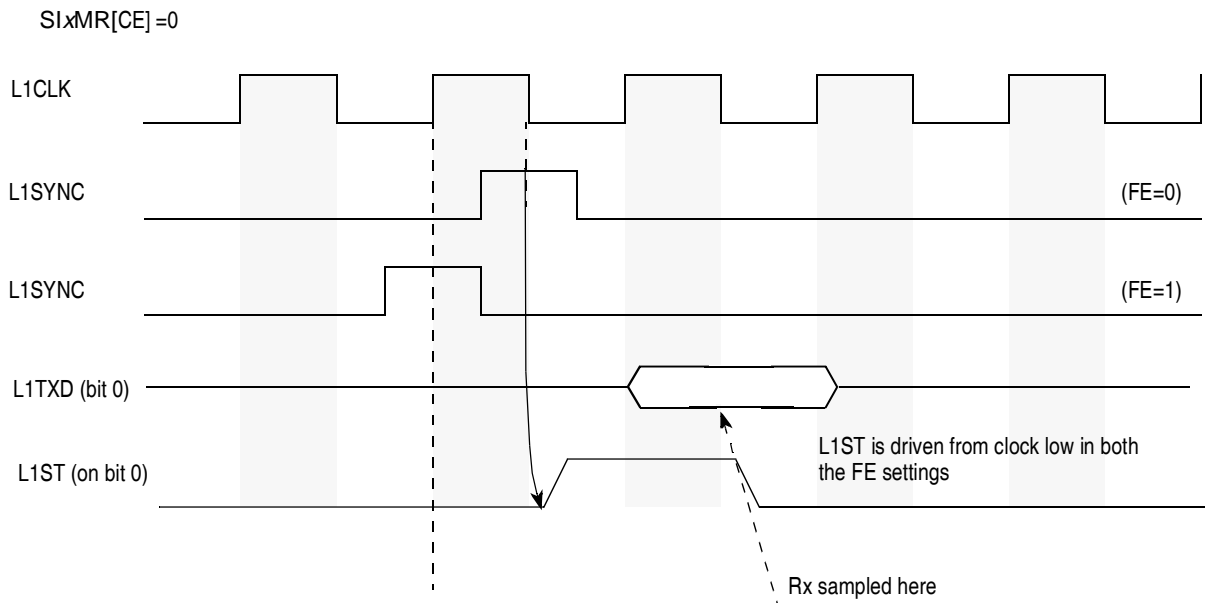 SIxMR[CE] =0
L1CLK
L1SYNC
(FE=0)
L1SYNC
(FE=1)
L1TXD (bit 0)
L1ST is driven from clock low in both
the FE settings
L1ST (on bit 0)
Rx sampled here